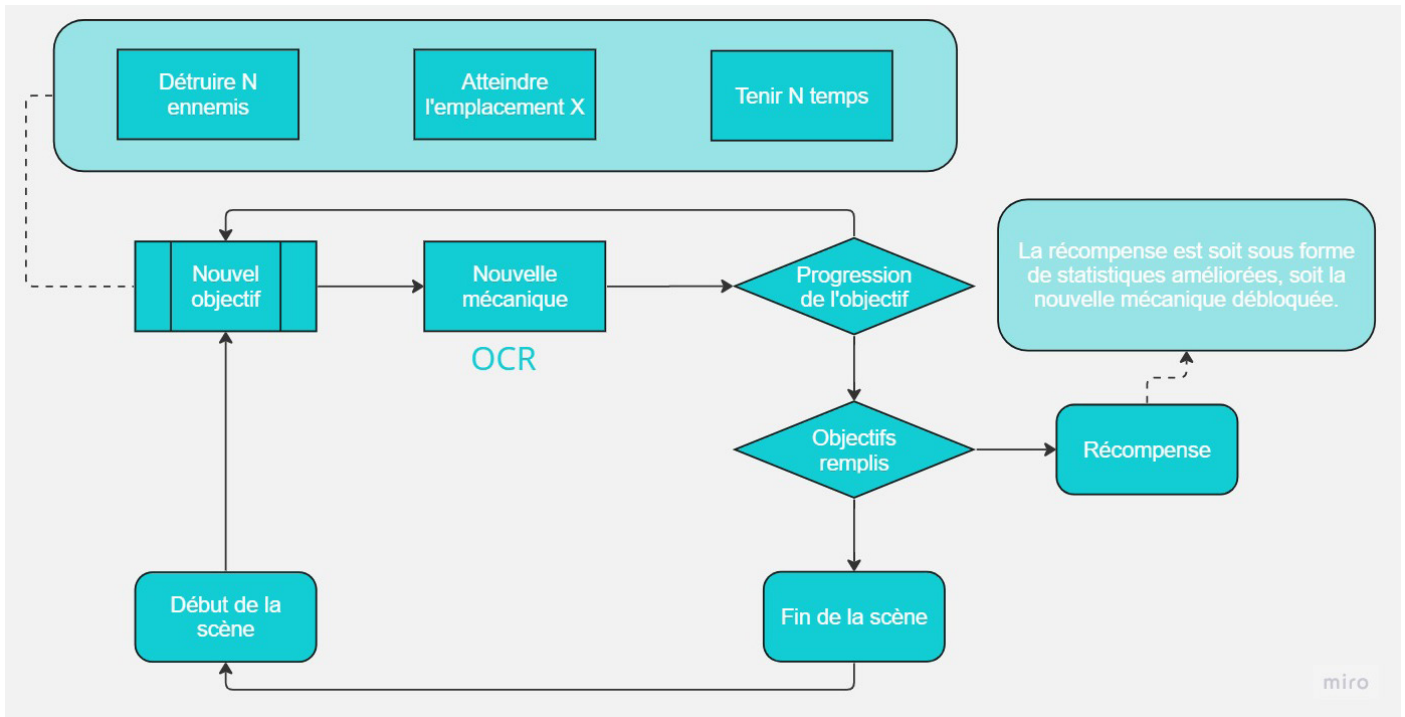 Détruire N
ennemis
Atteindre
l'emplacement X
Tenir N temps
Nouvel
objectif
Nouvelle
mécanique
OCR
Progression
de l'objectif
La récompense est soit sous forme
de statistiques améliorées, soit la
nouvelle mécanique débloquée.
Objectifs
remplis
Récompense
Début de la
scène
Fin de la scène
miro